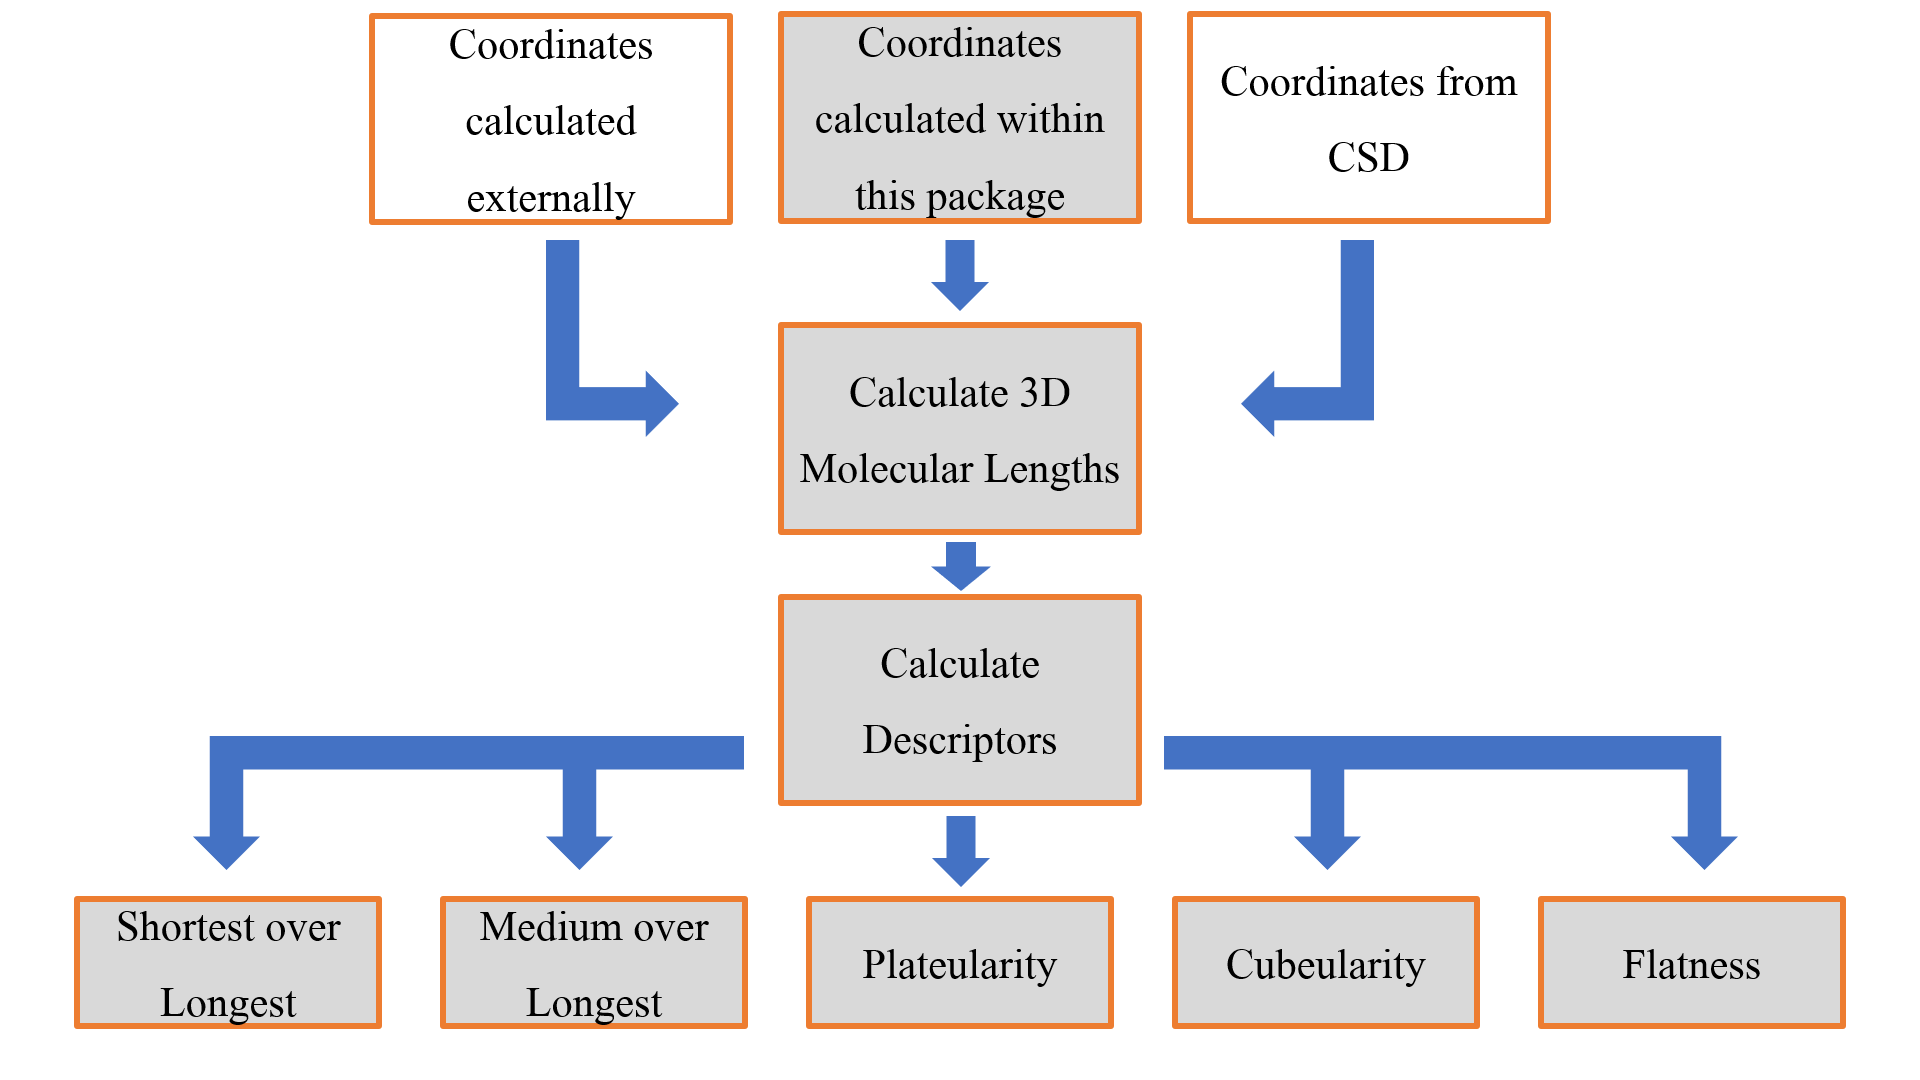 Coordinates
calculated
externally
Coordinates
calculated within
this package
Coordinates from
CSD
Calculate 3D
Molecular Lengths
Calculate
Descriptors
Shortest over
Longest
Medium over
Longest
Plateularity
Cubeularity
Flatness